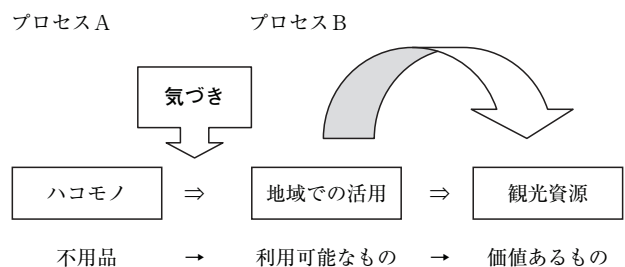 プロセスA プロセスB
気づき
ハコモノ ⇒ 地域での活用 ⇒ 観光資源
不用品 → 利用可能なもの → 価値あるもの